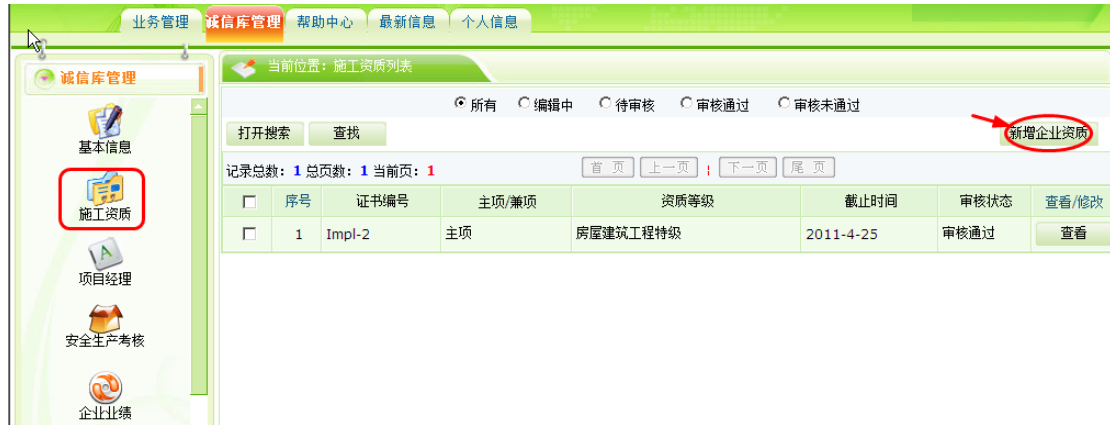 业务管理 诚信库管理 帮助中心 最新信息 个人信息
诚信库管理
当前位置：施工资质列表
所有 编辑中 待审核 审核通过 审核未通过
打开搜索 查找 新增企业资质
记录总数：1 总页数：1 当前页：1 首 页 上一页 下一页 尾 页
序号 证书编号 主项/兼项 资质等级 截止时间 审核状态 查看/修改
1 Impl-2 主项 房屋建筑工程特级 2011-4-25 审核通过 查看
基本信息
施工资质
项目经理
安全生产考核
企业业绩